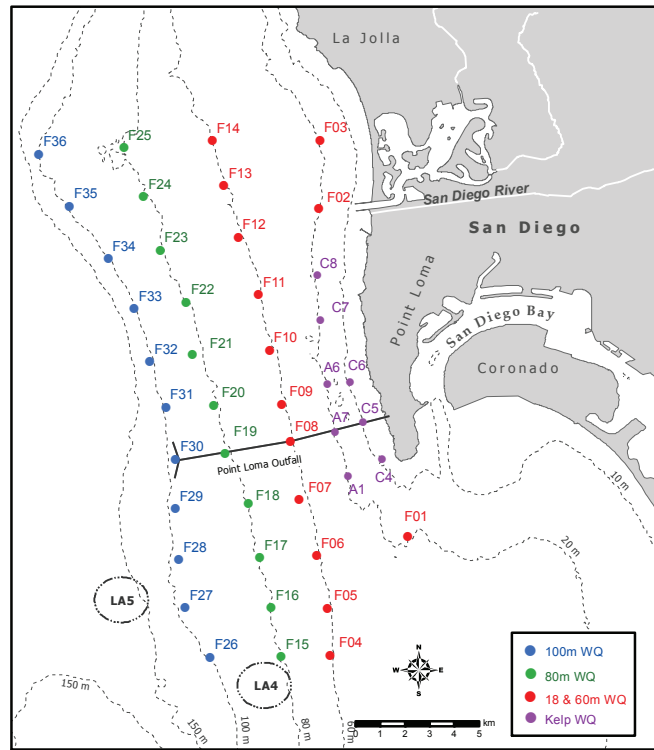 La Jolla
F14
F03
F25
F36
F13
F24
San Diego River
F35
F02
San Diego
F12
F23
F34
C8
F11
F22
F33
C7
Point Loma
San Diego Bay
F10
F21
F32
A6
C6
Coronado
F20
F09
F31
A7
C5
F19
F08
F30
Point Loma Outfall
C4
F07
A1
F18
F29
10 m
F01
F06
F17
F28
20 m
LA5
F27
F16
F05
F26
F15
F04
N
W
E
S
LA4
150 m
150 m
100 m
80 m
60 m
100m WQ
80m WQ
18 & 60m WQ
Kelp WQ
km
0 1 2 3 4 5